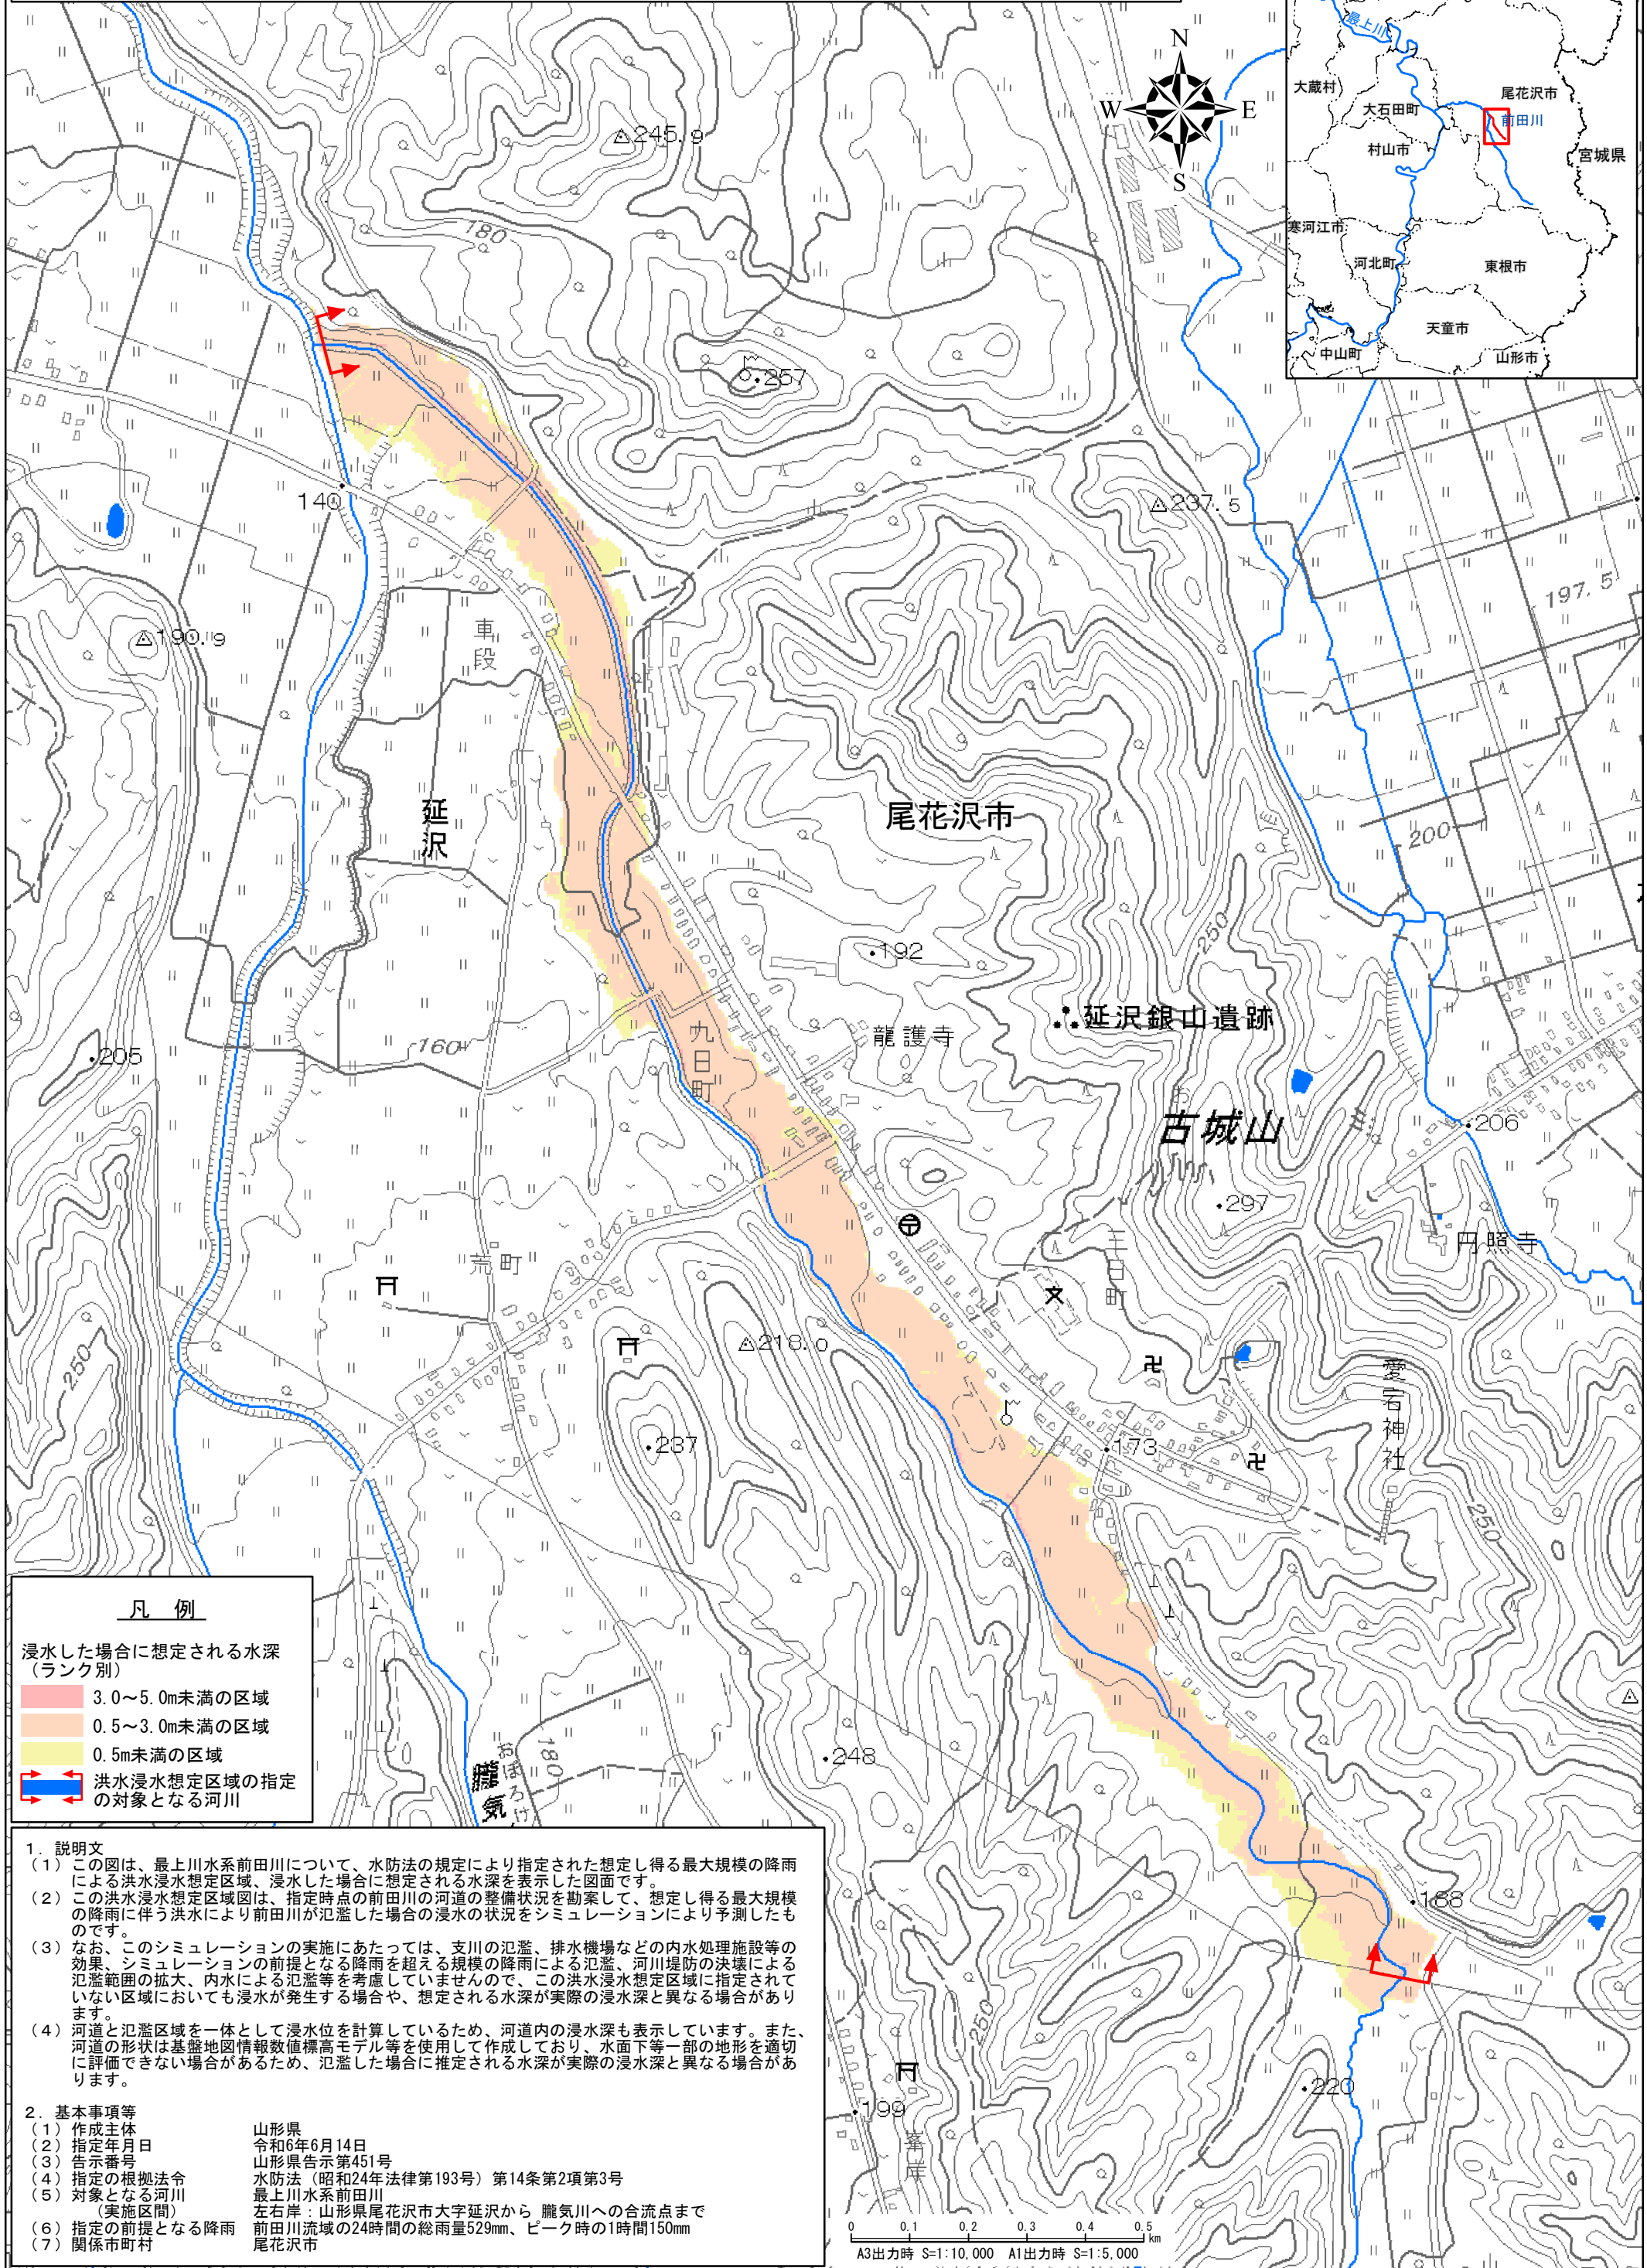 N
W
E
S
最上川
大蔵村
大石田町
尾花沢市
前田川
村山市
宮城県
寒河江市
河北町
東根市
天童市
中山町
山形市
245.9
180
257
140
237.5
197.5
190.9
車段
延沢
尾花沢市
200
250
192
延沢銀山遺跡
龍護寺
九日町
160
205
古城山
206
297
三日町
円照寺
荒町
218.0
250
愛宕神社
237
173
250
248
朧気
おぼろけ
180
188
250
220
199
峯岸
凡 例
浸水した場合に想定される水深
(ランク別)
3.0~5.0m未満の区域
0.5~3.0m未満の区域
0.5m未満の区域
洪水浸水想定区域の指定
の対象となる河川
1.説明文
(1)この図は、最上川水系前田川について、水防法の規定により指定された想定し得る最大規模の降雨
による洪水浸水想定区域、浸水した場合に想定される水深を表示した図面です。
(2)この洪水浸水想定区域図は、指定時点の前田川の河道の整備状況を勘案して、想定し得る最大規模
の降雨に伴う洪水により前田川が氾濫した場合の浸水の状況をシミュレーションにより予測したも
のです。
(3)なお、このシミュレーションの実施にあたっては、支川の氾濫、排水機場などの内水処理施設等の
効果、シミュレーションの前提となる降雨を超える規模の降雨による氾濫、河川堤防の決壊による
氾濫範囲の拡大、内水による氾濫等を考慮していませんので、この洪水浸水想定区域に指定されて
いない区域においても浸水が発生する場合や、想定される水深が実際の浸水深と異なる場合があり
ます。
(4)河道と氾濫区域を一体として浸水位を計算しているため、河道内の浸水深も表示しています。また、
河道の形状は基盤地図情報数値標高モデル等を使用して作成しており、水面下等一部の地形を適切
に評価できない場合があるため、氾濫した場合に推定される水深が実際の浸水深と異なる場合があ
ります。
2.基本事項等
(1)作成主体 山形県
(2)指定年月日 令和6年6月14日
(3)告示番号 山形県告示第451号
(4)指定の根拠法令 水防法(昭和24年法律第193号)第14条第2項第3号
(5)対象となる河川 最上川水系前田川
(実施区間) 左右岸:山形県尾花沢市大字延沢から 朧気川への合流点まで
(6)指定の前提となる降雨 前田川流域の24時間の総雨量529mm、ピーク時の1時間150mm
(7)関係市町村 尾花沢市
0 0.1 0.2 0.3 0.4 0.5
km
A3出力時 S=1:10,000 A1出力時 S=1:5,000